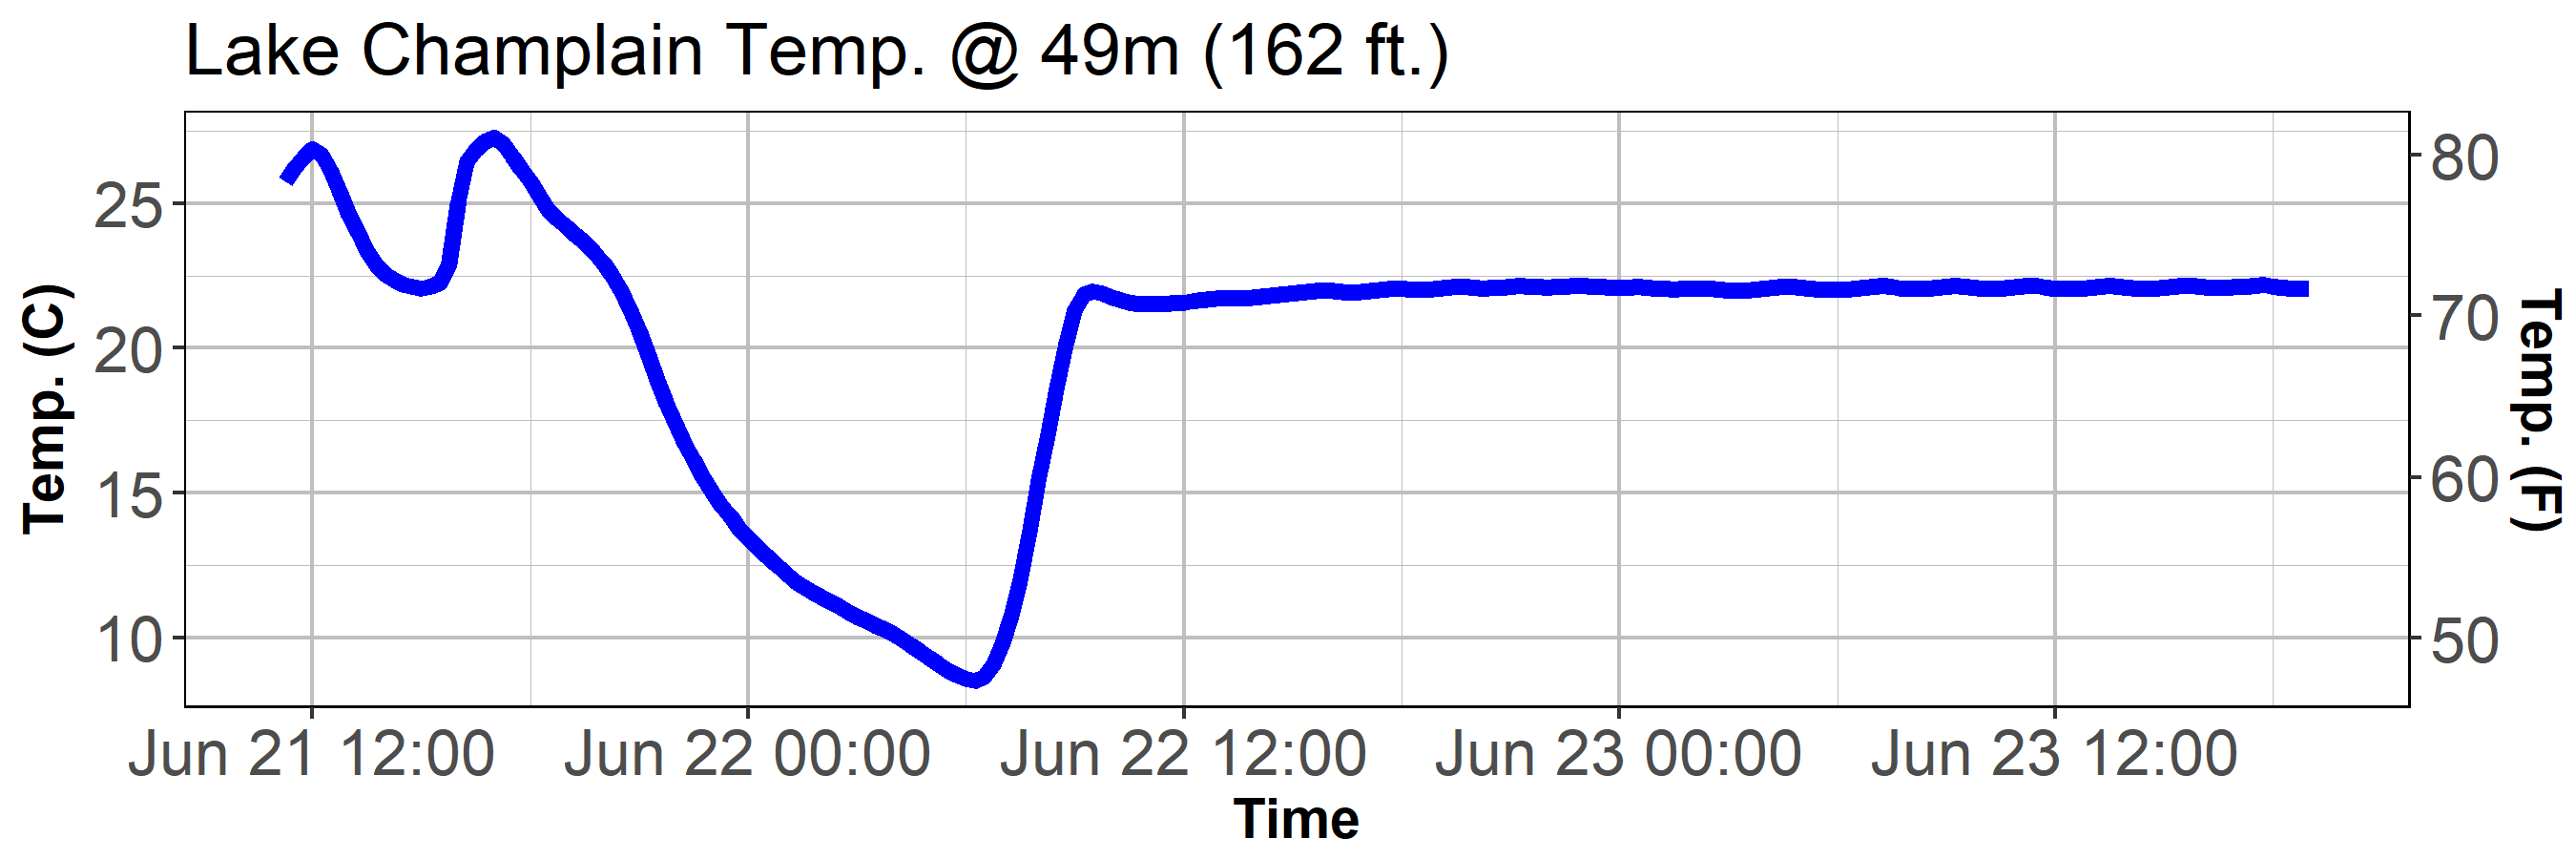 Lake Champlain Temp. @ 49m (162 ft.)
Temp. (C)
25
20
15
10
80
70
60
50
Temp. (F)
Jun 21 12:00
Jun 22 00:00
Jun 22 12:00
Jun 23 00:00
Jun 23 12:00
Time